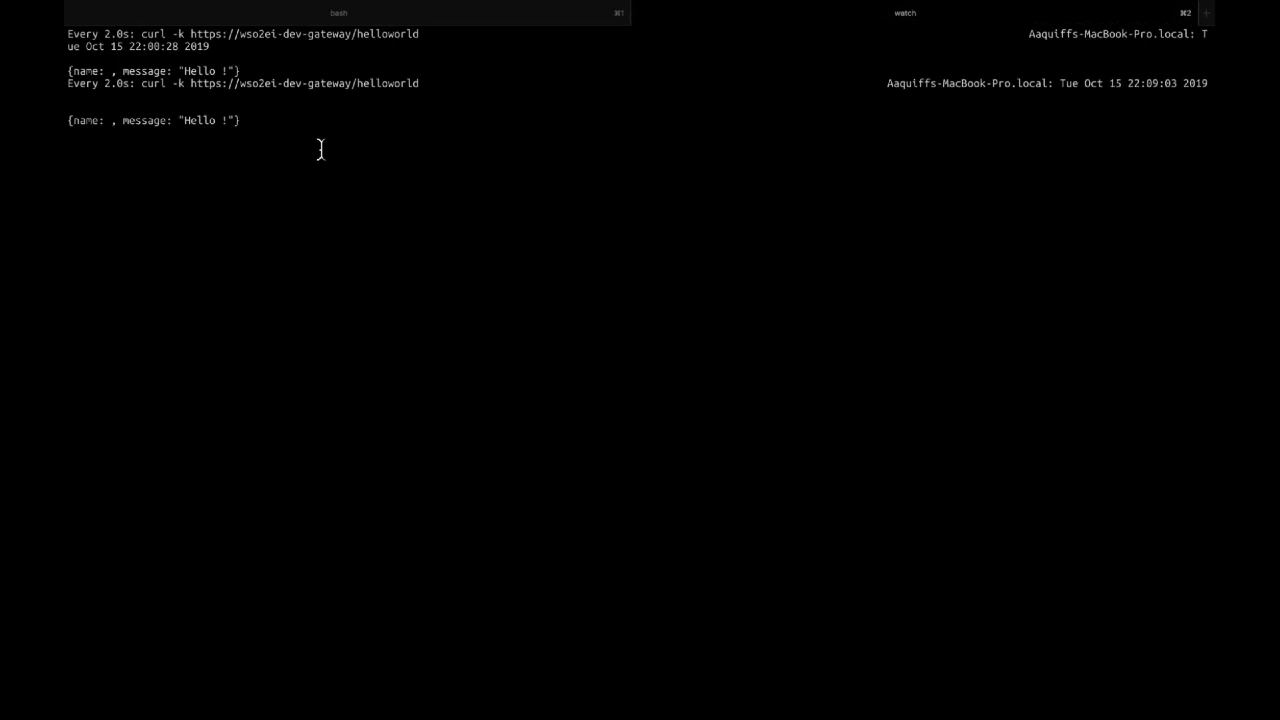 bash ⌘1 watch ⌘2 +
Every 2.0s: curl -k https://wso2ei-dev-gateway/helloworld Aaquiffs-MacBook-Pro.local: T
ue Oct 15 22:00:28 2019
{name: , message: "Hello !"}
Every 2.0s: curl -k https://wso2ei-dev-gateway/helloworld Aaquiffs-MacBook-Pro.local: Tue Oct 15 22:09:03 2019
{name: , message: "Hello !"}